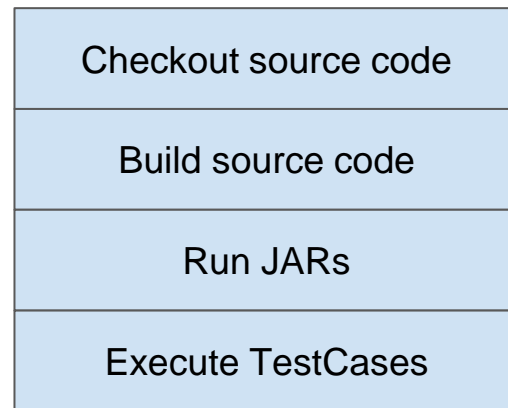 Checkout source code
Build source code
Run JARs
Execute TestCases